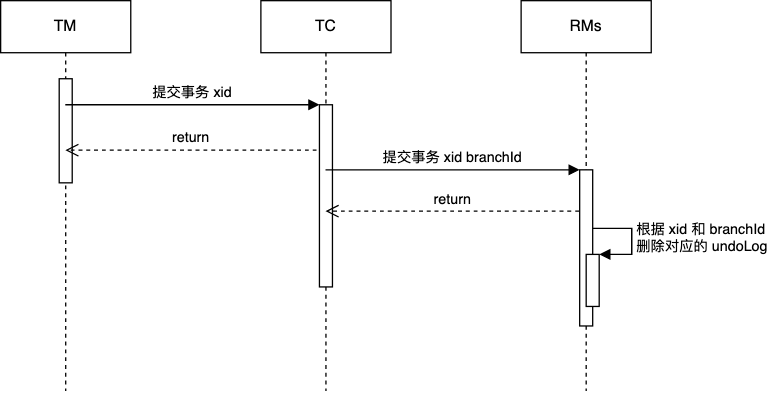 TM
TC
RMs
提交事务 xid
return
提交事务 xid branchId
return
根据 xid 和 branchId
删除对应的 undoLog